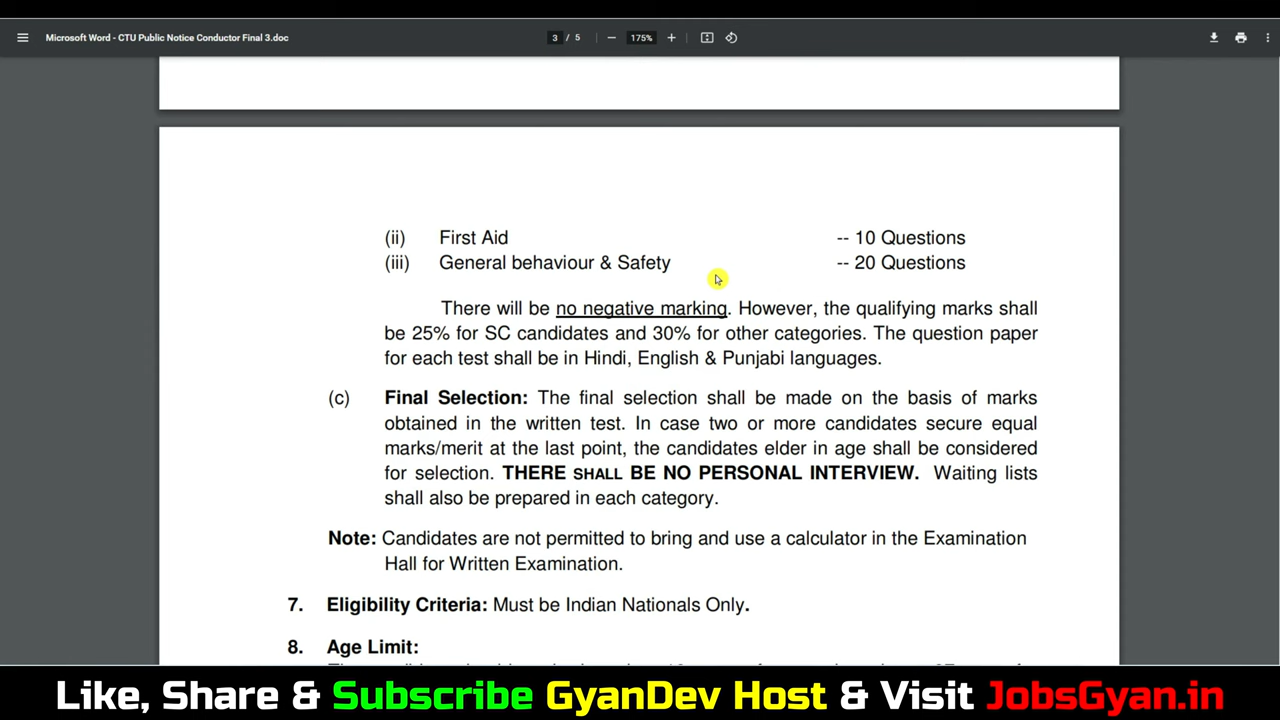 Microsoft Word - CTU Public Notice Conductor Final 3.doc
3 / 5
175%
(ii) First Aid -- 10 Questions
(iii) General behaviour & Safety -- 20 Questions
There will be no negative marking. However, the qualifying marks shall
be 25% for SC candidates and 30% for other categories. The question paper
for each test shall be in Hindi, English & Punjabi languages.
(c) Final Selection: The final selection shall be made on the basis of marks
obtained in the written test. In case two or more candidates secure equal
marks/merit at the last point, the candidates elder in age shall be considered
for selection. THERE SHALL BE NO PERSONAL INTERVIEW. Waiting lists
shall also be prepared in each category.
Note: Candidates are not permitted to bring and use a calculator in the Examination
Hall for Written Examination.
7. Eligibility Criteria: Must be Indian Nationals Only.
8. Age Limit:
Like, Share & Subscribe GyanDev Host & Visit JobsGyan.in